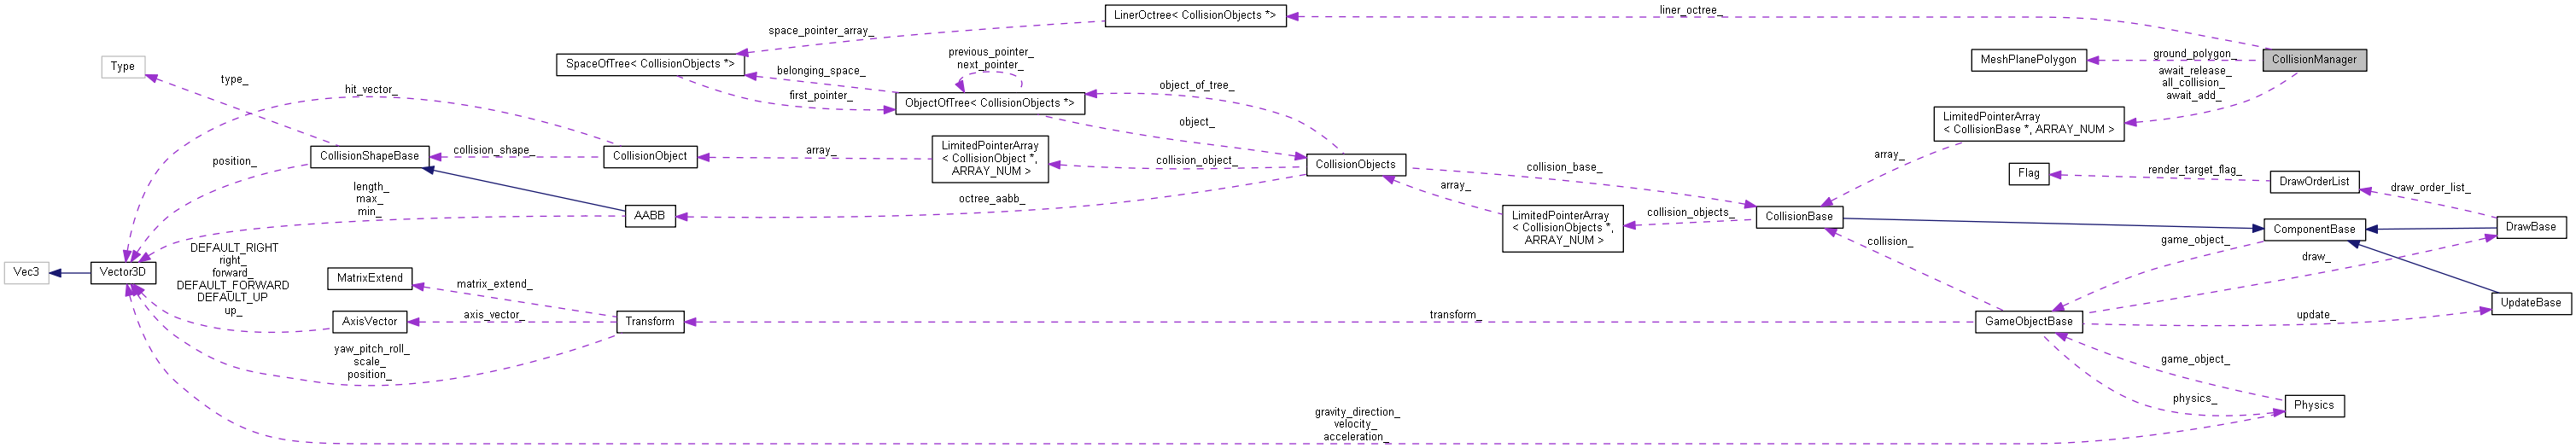 liner_octree_
LinerOctree< CollisionObjects *>
space_pointer_array_
previous_pointer_
next_pointer_
ground_polygon_
CollisionManager
MeshPlanePolygon
SpaceOfTree< CollisionObjects *>
Type
belonging_space_
await_release_
all_collision_
await_add_
type_
hit_vector_
first_pointer_
ObjectOfTree< CollisionObjects *>
object_of_tree_
LimitedPointerArray
< CollisionBase *, ARRAY_NUM >
object_
LimitedPointerArray
< CollisionObject *,
ARRAY_NUM >
array_
CollisionShapeBase
collision_shape_
CollisionObject
position_
collision_object_
CollisionObjects
collision_base_
array_
Flag
render_target_flag_
DrawOrderList
draw_order_list_
length_
max_
min_
octree_aabb_
array_
AABB
LimitedPointerArray
< CollisionObjects *,
ARRAY_NUM >
collision_objects_
CollisionBase
ComponentBase
DrawBase
collision_
game_object_
draw_
DEFAULT_RIGHT
right_
forward_
DEFAULT_FORWARD
DEFAULT_UP
up_
Vec3
Vector3D
MatrixExtend
matrix_extend_
AxisVector
axis_vector_
Transform
transform_
GameObjectBase
update_
UpdateBase
yaw_pitch_roll_
scale_
position_
game_object_
physics_
Physics
gravity_direction_
velocity_
acceleration_